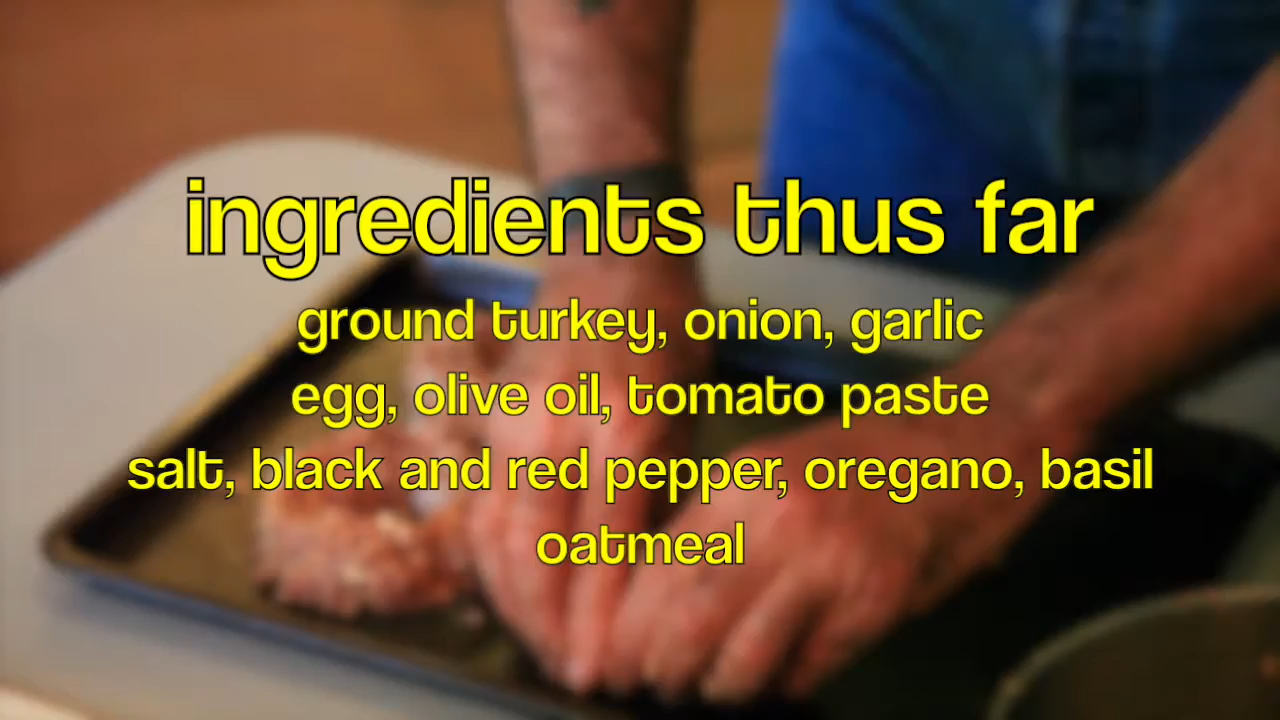 ingredients thus far
ground turkey, onion, garlic
egg, olive oil, tomato paste
salt, black and red pepper, oregano, basil
oatmeal